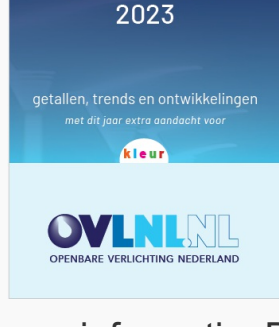 2023
getallen, trends en ontwikkelingen
met dit jaar extra aandacht voor
kleur
OVLNL.NL
OPENBARE VERLICHTING NEDERLAND